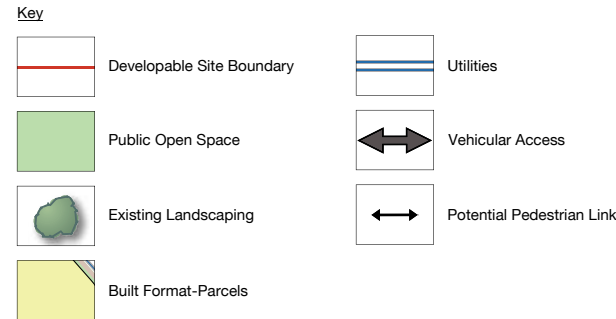 Key
Developable Site Boundary
Public Open Space
Existing Landscaping
Built Format-Parcels
Utilities
Vehicular Access
Potential Pedestrian Link